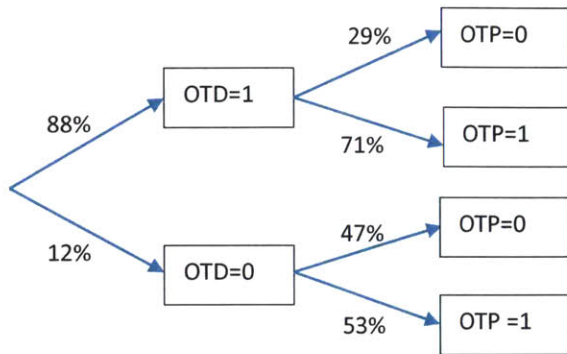 29%
OTP=0
OTD=1
88%
71%
OTP=1
12%
OTD=0
47%
OTP=0
53%
OTP =1